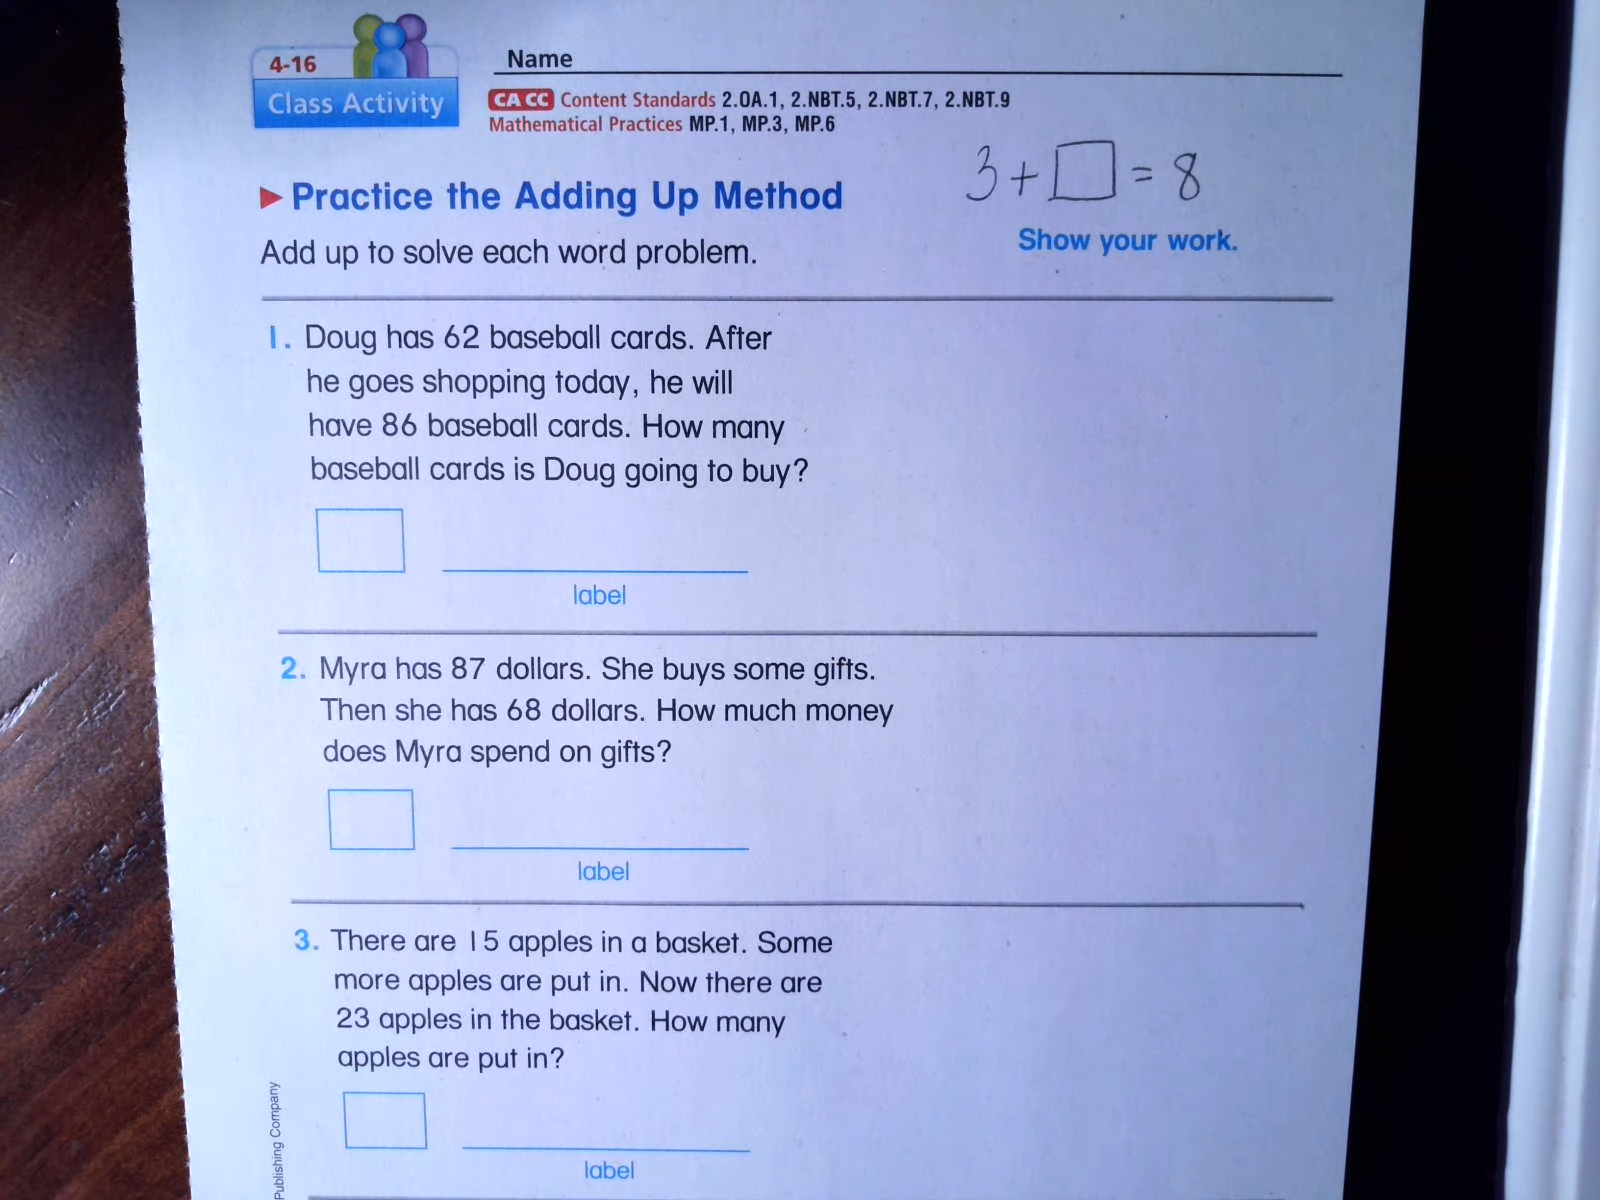 4-16
Class Activity
Name
CA CC Content Standards 2.OA.1, 2.NBT.5, 2.NBT.7, 2.NBT.9
Mathematical Practices MP.1, MP.3, MP.6
3 + □ = 8
Practice the Adding Up Method
Show your work.
Add up to solve each word problem.
1. Doug has 62 baseball cards. After
he goes shopping today, he will
have 86 baseball cards. How many
baseball cards is Doug going to buy?
label
2. Myra has 87 dollars. She buys some gifts.
Then she has 68 dollars. How much money
does Myra spend on gifts?
label
3. There are 15 apples in a basket. Some
more apples are put in. Now there are
23 apples in the basket. How many
apples are put in?
label
Publishing Company